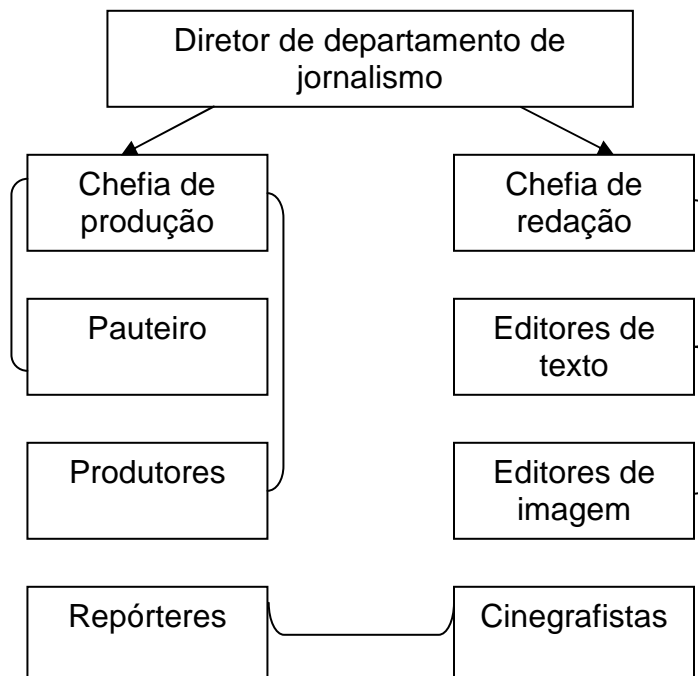 Diretor de departamento de
jornalismo
Chefia de
produção
Chefia de
redação
Pauteiro
Editores de
texto
Produtores
Editores de
imagem
Repórteres
Cinegrafistas